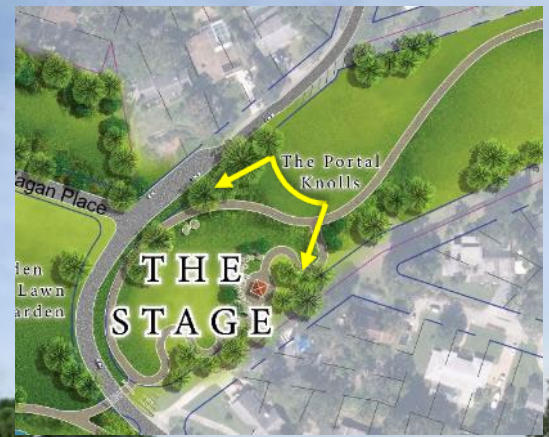 The Portal
Knolls
agan Place
THE
STAGE
den
Lawn
arden